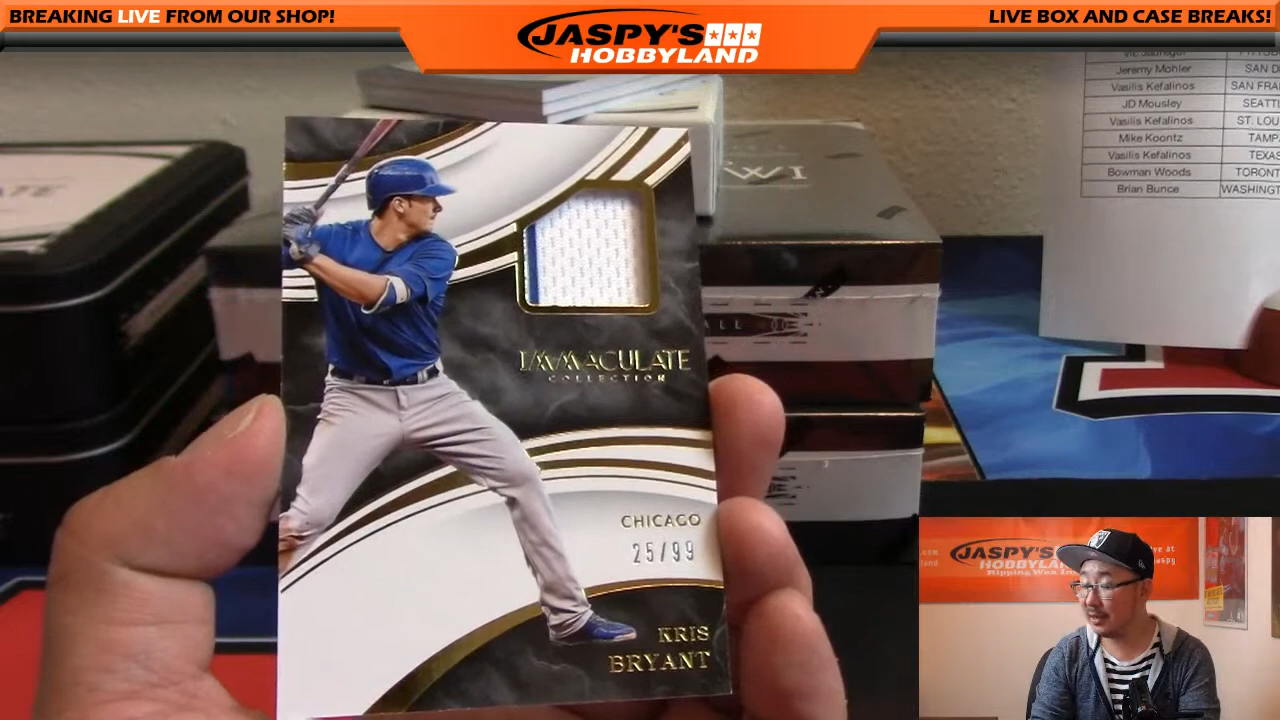 BREAKING LIVE FROM OUR SHOP!
JASPY'S
HOBBYLAND
LIVE BOX AND CASE BREAKS!
Jeremy Mohler SAN D
Vasilis Kefalinos SAN FRA
JD Mousley SEATTL
Vasilis Kefalinos ST. LOU
Mike Koontz TAMP
Vasilis Kefalinos TEXAS
Bowman Woods TORONT
Brian Bunce WASHINGT
IMMACULATE
COLLECTION
CHICAGO
25/99
KRIS
BRYANT
JASPY'S
HOBBYLAND